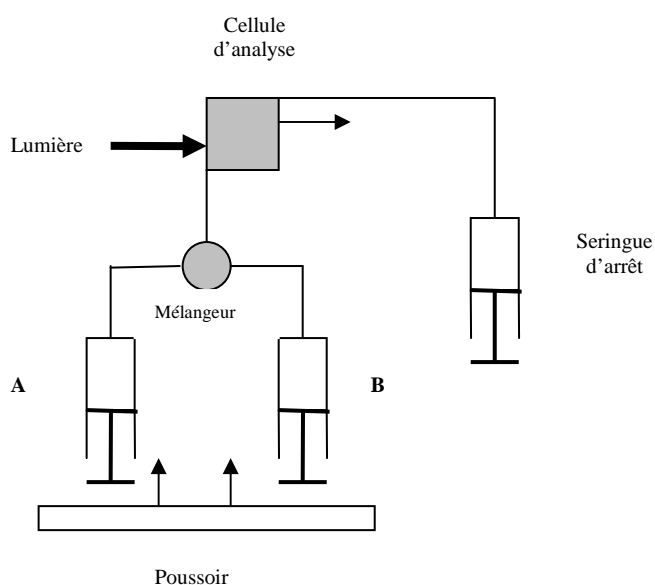 Cellule
d'analyse
Lumière
Seringue
d'arrêt
Mélangeur
A
B
Poussoir